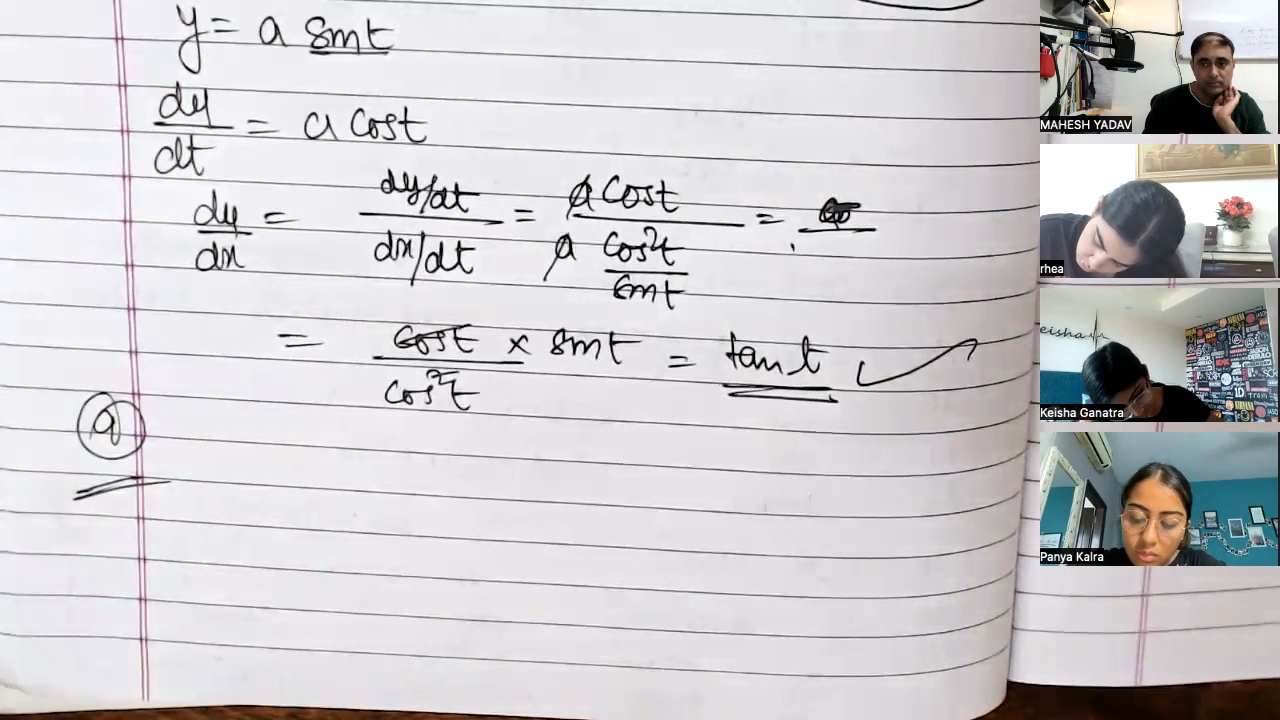 y = a sint
dy/dt = a cost
dy/dx = (dy/dt)/(dx/dt) = a cost/(a cos²t/sint) =
= cost/cos²t × sint = tant ✓
a
MAHESH YADAV
rhea
keisha
Keisha Ganatra
Panya Kalra